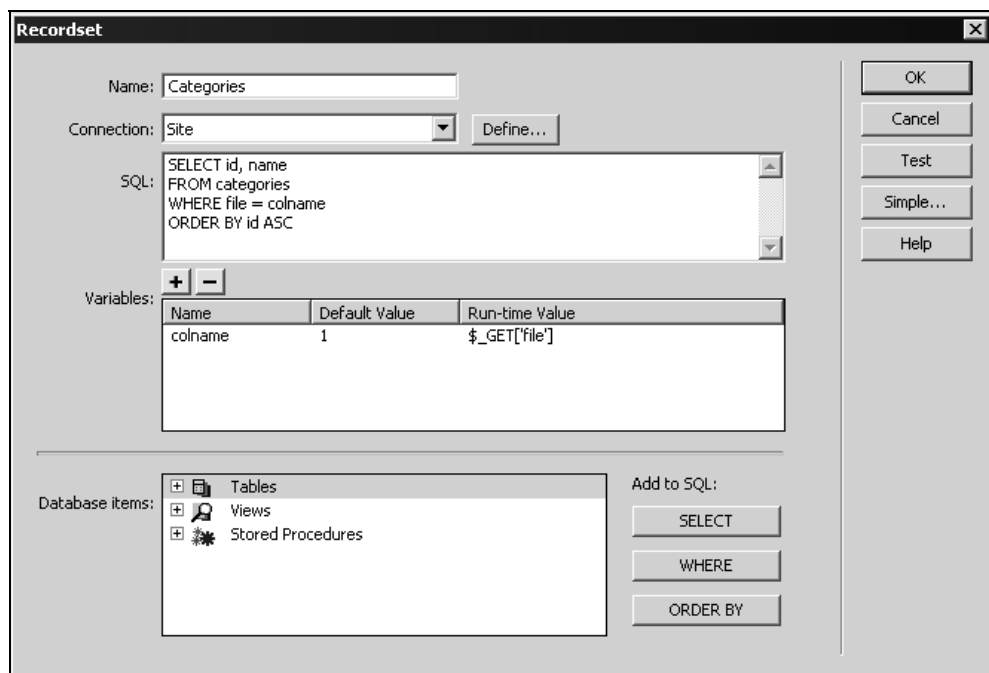 Recordset
Name: Categories
Connection: Site Define...
SQL: SELECT id, name
FROM categories
WHERE file = colname
ORDER BY id ASC
OK
Cancel
Test
Simple...
Help
+ −
Variables:
Name Default Value Run-time Value
colname 1 $_GET['file']
Database items:
Tables
Views
Stored Procedures
Add to SQL:
SELECT
WHERE
ORDER BY